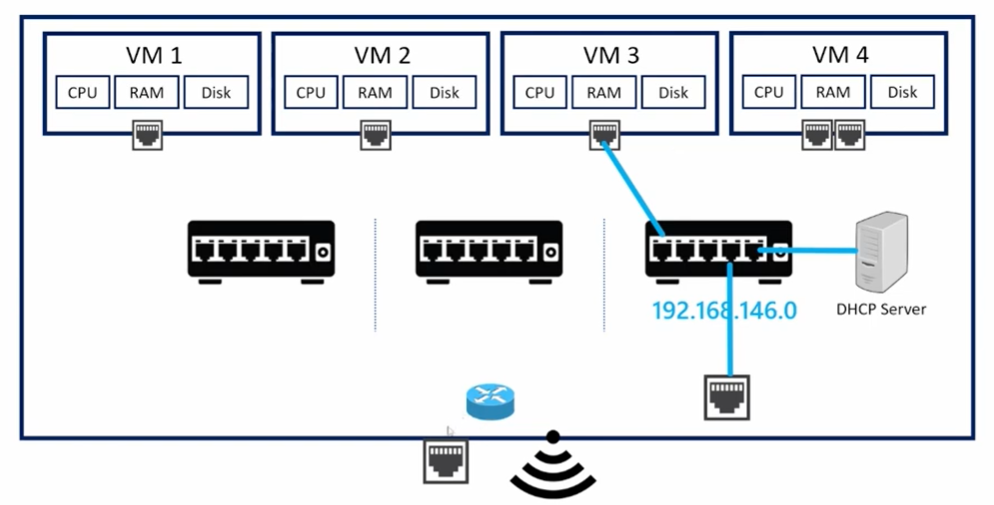 VM 1
CPU RAM Disk
VM 2
CPU RAM Disk
VM 3
CPU RAM Disk
VM 4
CPU RAM Disk
192.168.146.0
DHCP Server